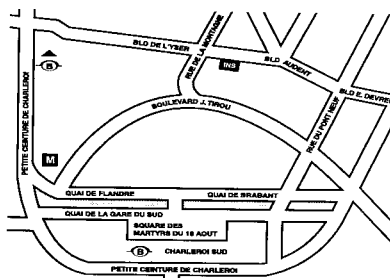 BLD DE L'YSER
RUE DE LA MONTAGNE
B
INS
BLD AUDENT
BLD E. DEVREU
PETITE CEINTURE DE CHARLEROI
BOULEVARD J. TIROU
RUE DU PONT NEUF
M
QUAI DE FLANDRE
QUAI DE BRABANT
QUAI DE LA GARE DU SUD
SQUARE DES
MARTYRS DU 18 AOUT
B CHARLEROI SUD
PETITE CEINTURE DE CHARLEROI